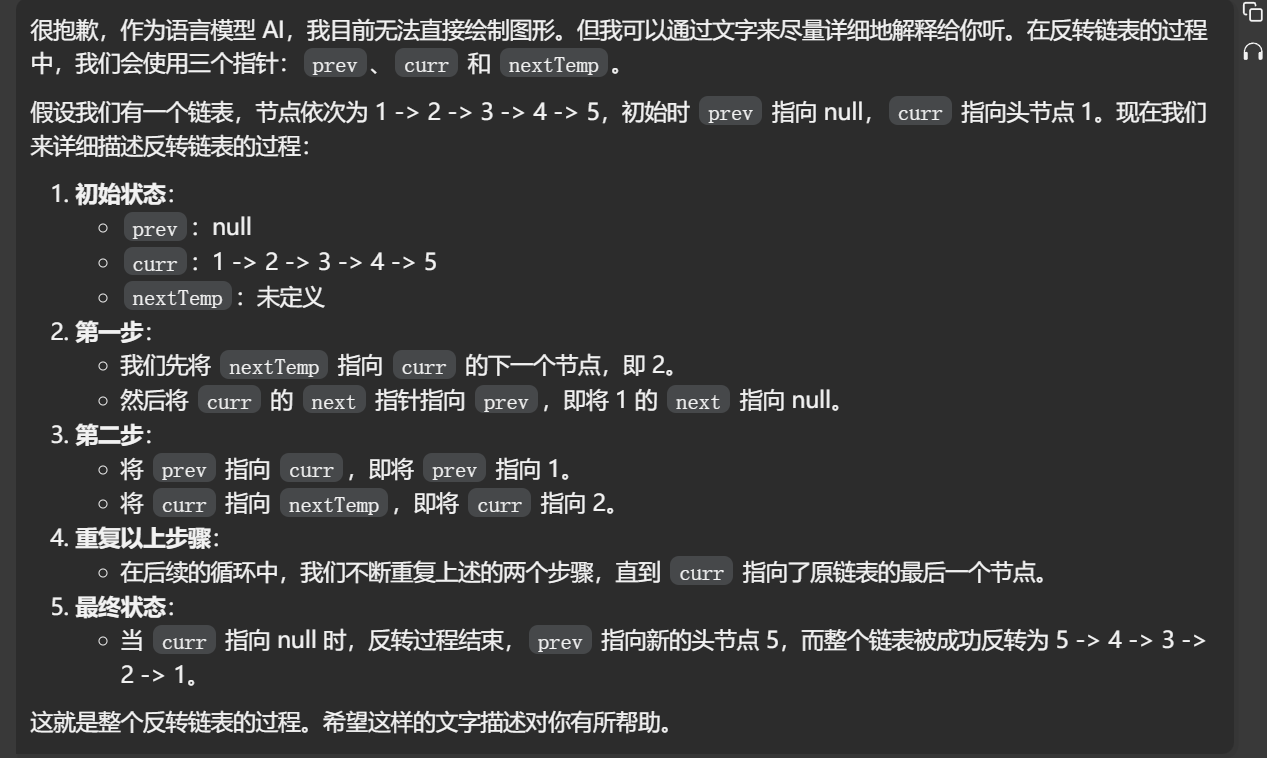 很抱歉，作为语言模型 AI，我目前无法直接绘制图形。但我可以通过文字来尽量详细地解释给你听。在反转链表的过程
中，我们会使用三个指针： prev 、 curr 和 nextTemp 。
假设我们有一个链表，节点依次为 1 -> 2 -> 3 -> 4 -> 5，初始时 prev 指向 null， curr 指向头节点 1。现在我们
来详细描述反转链表的过程：
1. 初始状态：
○ prev ： null
○ curr ：1 -> 2 -> 3 -> 4 -> 5
○ nextTemp ：未定义
2. 第一步：
○ 我们先将 nextTemp 指向 curr 的下一个节点，即 2。
○ 然后将 curr 的 next 指针指向 prev ，即将 1 的 next 指向 null。
3. 第二步：
○ 将 prev 指向 curr ，即将 prev 指向 1。
○ 将 curr 指向 nextTemp ，即将 curr 指向 2。
4. 重复以上步骤：
○ 在后续的循环中，我们不断重复上述的两个步骤，直到 curr 指向了原链表的最后一个节点。
5. 最终状态：
○ 当 curr 指向 null 时，反转过程结束， prev 指向新的头节点 5，而整个链表被成功反转为 5 -> 4 -> 3 ->
2 -> 1。
这就是整个反转链表的过程。希望这样的文字描述对你有所帮助。